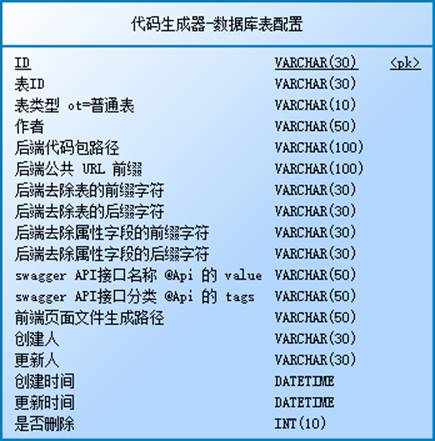 代码生成器-数据库表配置
ID VARCHAR(30) <pk>
表ID VARCHAR(30)
表类型 ot=普通表 VARCHAR(10)
作者 VARCHAR(50)
后端代码包路径 VARCHAR(100)
后端公共 URL 前缀 VARCHAR(100)
后端去除表的前缀字符 VARCHAR(30)
后端去除表的后缀字符 VARCHAR(30)
后端去除属性字段的前缀字符 VARCHAR(30)
后端去除属性字段的后缀字符 VARCHAR(30)
swagger API接口名称 @Api 的 value VARCHAR(50)
swagger API接口分类 @Api 的 tags VARCHAR(50)
前端页面文件生成路径 VARCHAR(50)
创建人 VARCHAR(30)
更新人 VARCHAR(30)
创建时间 DATETIME
更新时间 DATETIME
是否删除 INT(10)